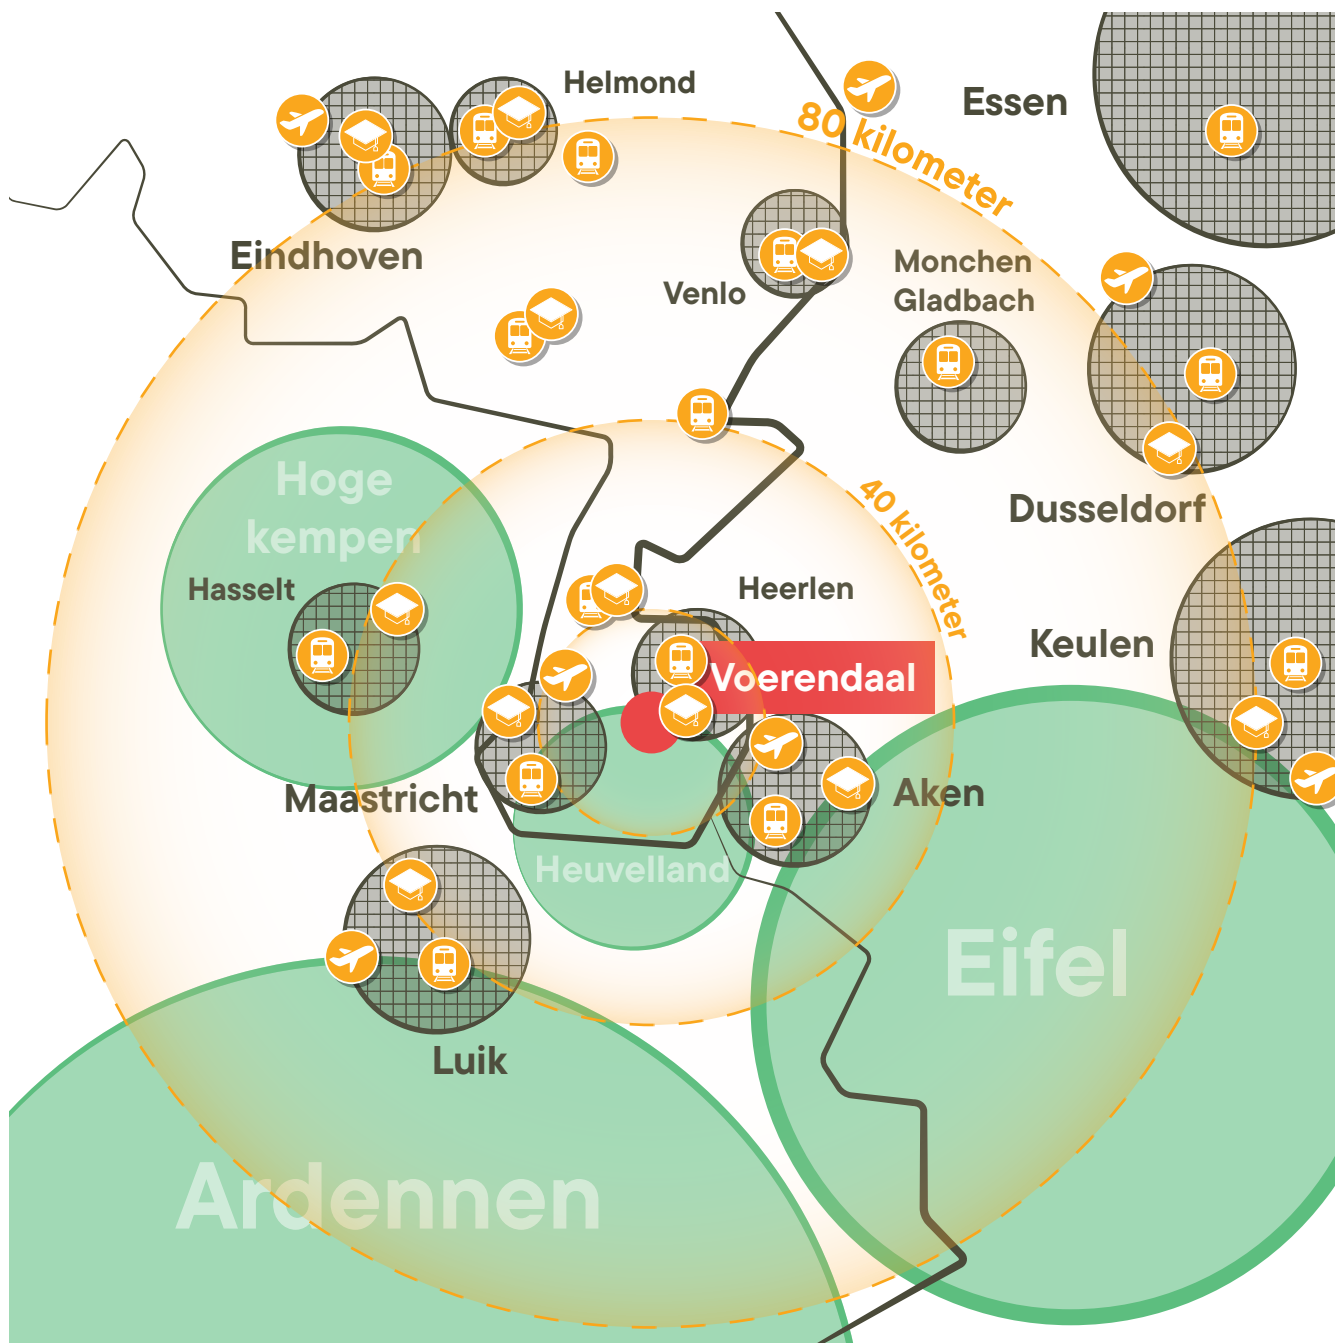 Helmond
80 kilometer
Essen
Eindhoven
Venlo
Monchen
Gladbach
Hoge
kempen
40 kilometer
Dusseldorf
Hasselt
Heerlen
Keulen
Voerendaal
Maastricht
Aken
Heuvelland
Eifel
Luik
Ardennen